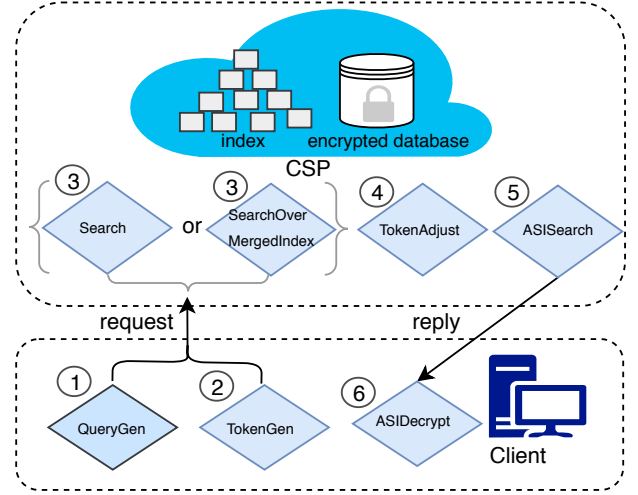 index
encrypted database
CSP
3
3
4
5
Search
or
SearchOver
MergedIndex
TokenAdjust
ASISearch
request
reply
1
2
6
QueryGen
TokenGen
ASIDecrypt
Client